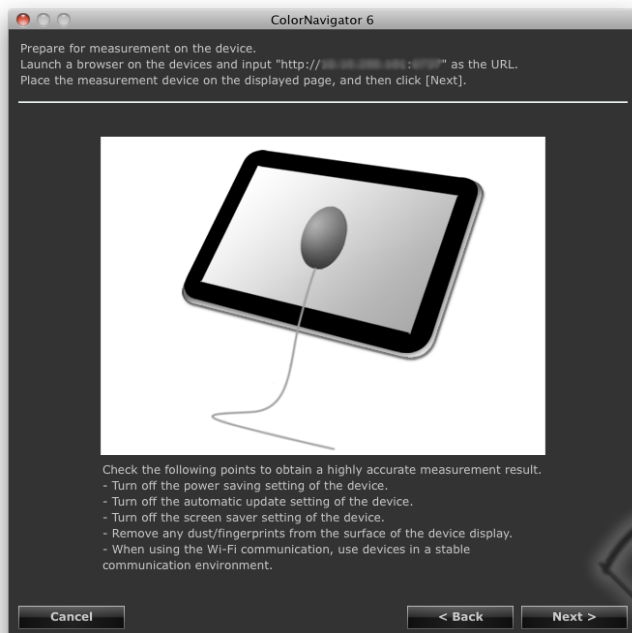 ColorNavigator 6
Prepare for measurement on the device.
Launch a browser on the devices and input "http://          :        " as the URL.
Place the measurement device on the displayed page, and then click [Next].
Check the following points to obtain a highly accurate measurement result.
- Turn off the power saving setting of the device.
- Turn off the automatic update setting of the device.
- Turn off the screen saver setting of the device.
- Remove any dust/fingerprints from the surface of the device display.
- When using the Wi-Fi communication, use devices in a stable
communication environment.
Cancel
< Back
Next >